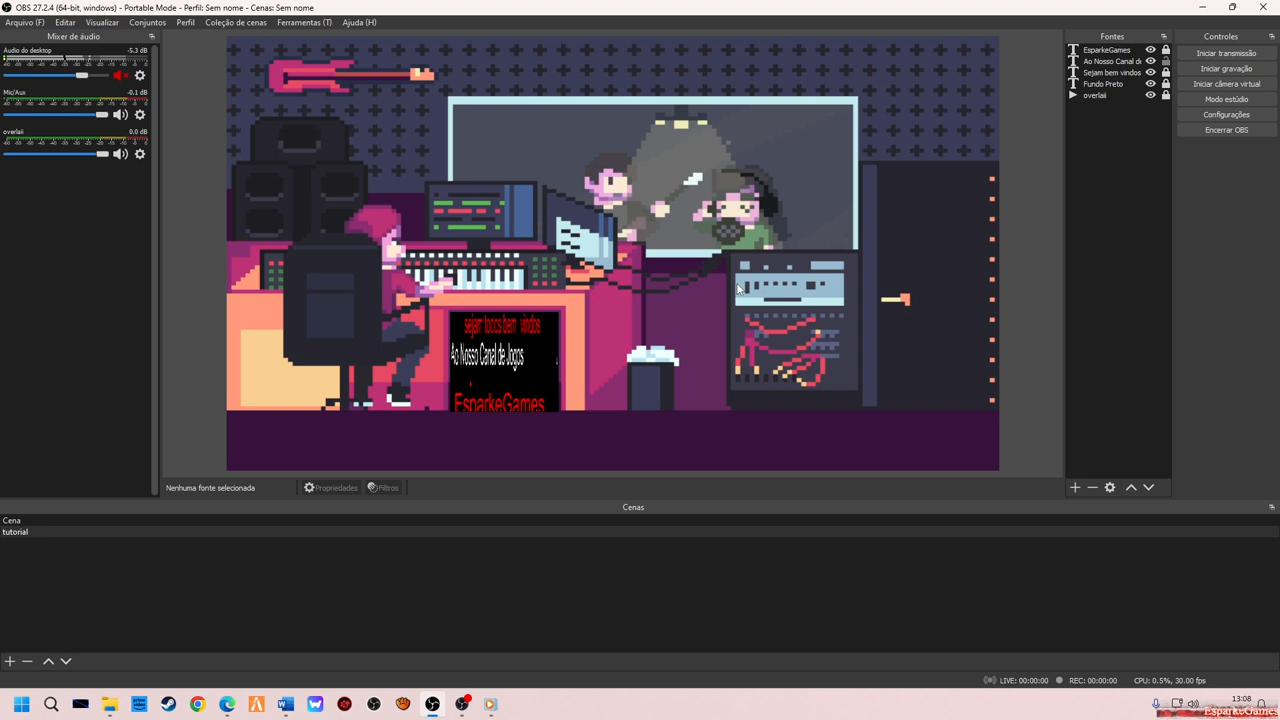 OBS 27.2.4 (64-bit, windows) - Portable Mode - Perfil: Sem nome - Cenas: Sem nome
Arquivo (F) Editar Visualizar Conjuntos Perfil Coleção de cenas Ferramentas (T) Ajuda (H)
Mixer de áudio
Áudio do desktop -5.3 dB
Mic/Aux -0.1 dB
overlaii 0.0 dB
sejam todos bem vindos
Ao Nosso Canal de Jogos
EsparkeGames
Fontes
EsparkeGames
Ao Nosso Canal de
Sejam bem vindos
Fundo Preto
overlaii
Controles
Iniciar transmissão
Iniciar gravação
Iniciar câmera virtual
Modo estúdio
Configurações
Encerrar OBS
Nenhuma fonte selecionada Propriedades Filtros
Cenas
Cena
tutorial
LIVE: 00:00:00 REC: 00:00:00 CPU: 0.5%, 30.00 fps
13:08
EsparkeGames